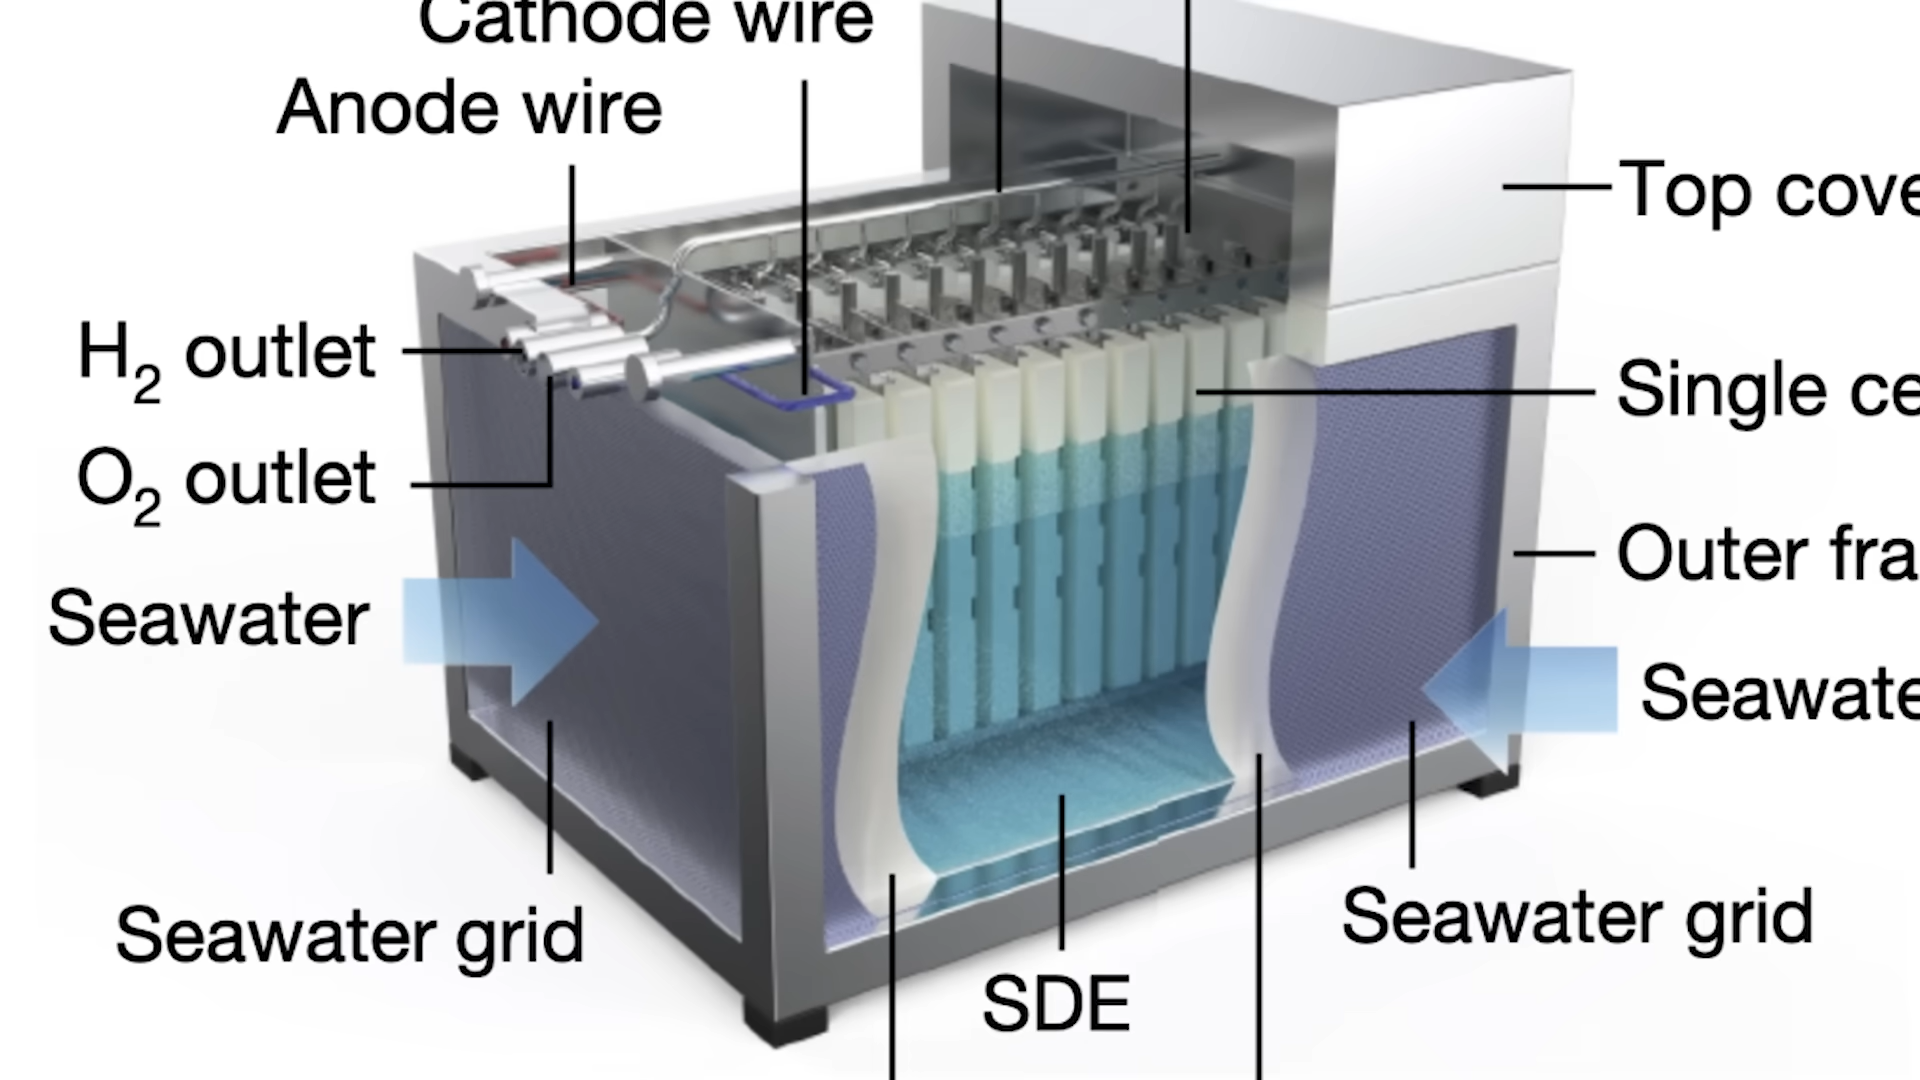 Cathode wire
Anode wire
Top cove
H₂ outlet
Single ce
O₂ outlet
Outer fra
Seawater
Seawate
Seawater grid
Seawater grid
SDE